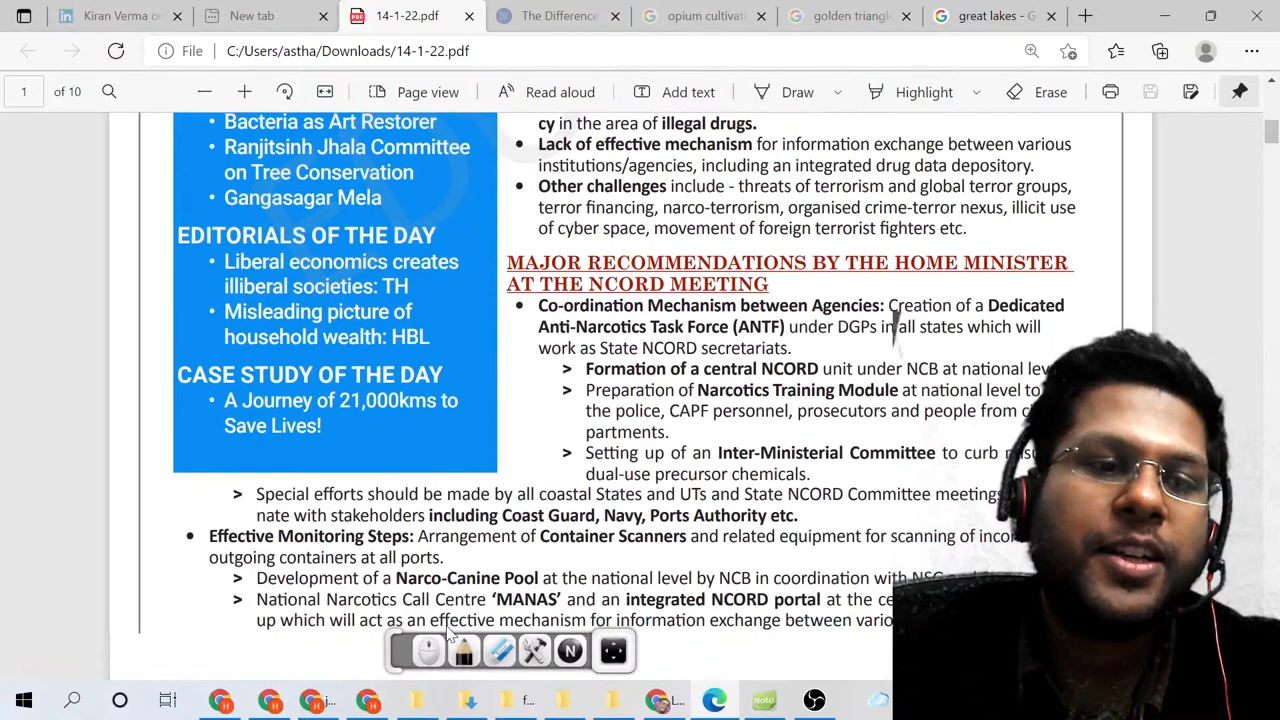 Kiran Verma on
New tab
14-1-22.pdf
The Difference
opium cultivati
golden triangle
great lakes - G
File
C:/Users/astha/Downloads/14-1-22.pdf
1 of 10
Page view
Read aloud
Add text
Draw
Highlight
Erase
• Bacteria as Art Restorer
• Ranjitsinh Jhala Committee
on Tree Conservation
• Gangasagar Mela
EDITORIALS OF THE DAY
• Liberal economics creates
illiberal societies: TH
• Misleading picture of
household wealth: HBL
CASE STUDY OF THE DAY
• A Journey of 21,000kms to
Save Lives!
cy in the area of illegal drugs.
• Lack of effective mechanism for information exchange between various
institutions/agencies, including an integrated drug data depository.
• Other challenges include - threats of terrorism and global terror groups,
terror financing, narco-terrorism, organised crime-terror nexus, illicit use
of cyber space, movement of foreign terrorist fighters etc.
MAJOR RECOMMENDATIONS BY THE HOME MINISTER
AT THE NCORD MEETING
• Co-ordination Mechanism between Agencies: Creation of a Dedicated
Anti-Narcotics Task Force (ANTF) under DGPs in all states which will
work as State NCORD secretariats.
> Formation of a central NCORD unit under NCB at national lev
> Preparation of Narcotics Training Module at national level to
the police, CAPF personnel, prosecutors and people from ci
partments.
> Setting up of an Inter-Ministerial Committee to curb misu
dual-use precursor chemicals.
> Special efforts should be made by all coastal States and UTs and State NCORD Committee meetings
nate with stakeholders including Coast Guard, Navy, Ports Authority etc.
• Effective Monitoring Steps: Arrangement of Container Scanners and related equipment for scanning of incom
outgoing containers at all ports.
> Development of a Narco-Canine Pool at the national level by NCB in coordination with NSG
> National Narcotics Call Centre ‘MANAS’ and an integrated NCORD portal at the ce
up which will act as an effective mechanism for information exchange between vario
N
f...
j...
L...
Note